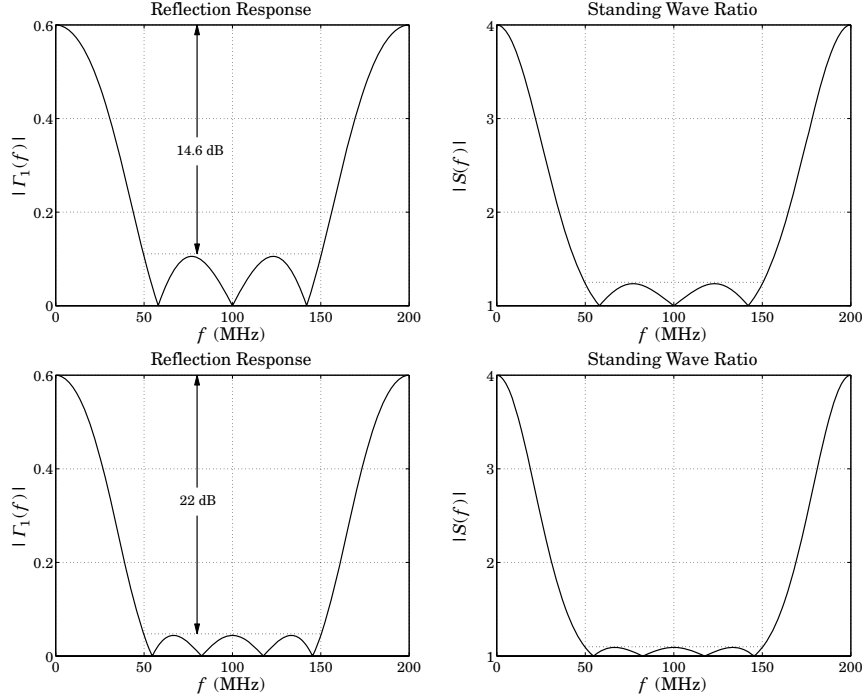 Reflection Response
0.6
0.4
0.2
0
|Γ1(f)|
14.6 dB
0 50 100 150 200
f (MHz)
Standing Wave Ratio
4
3
2
1
|S(f)|
0 50 100 150 200
f (MHz)
Reflection Response
0.6
0.4
0.2
0
|Γ1(f)|
22 dB
0 50 100 150 200
f (MHz)
Standing Wave Ratio
4
3
2
1
|S(f)|
0 50 100 150 200
f (MHz)